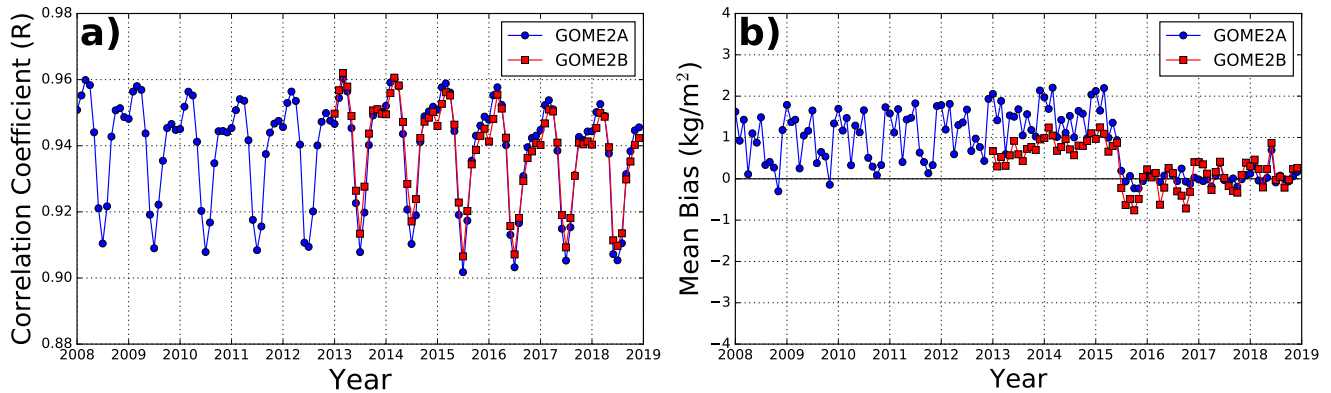 a)
GOME2A
GOME2B
Correlation Coefficient (R)
0.98
0.96
0.94
0.92
0.90
0.88
2008 2009 2010 2011 2012 2013 2014 2015 2016 2017 2018 2019
Year
b)
GOME2A
GOME2B
Mean Bias (kg/m²)
4
3
2
1
0
−1
−2
−3
−4
2008 2009 2010 2011 2012 2013 2014 2015 2016 2017 2018 2019
Year